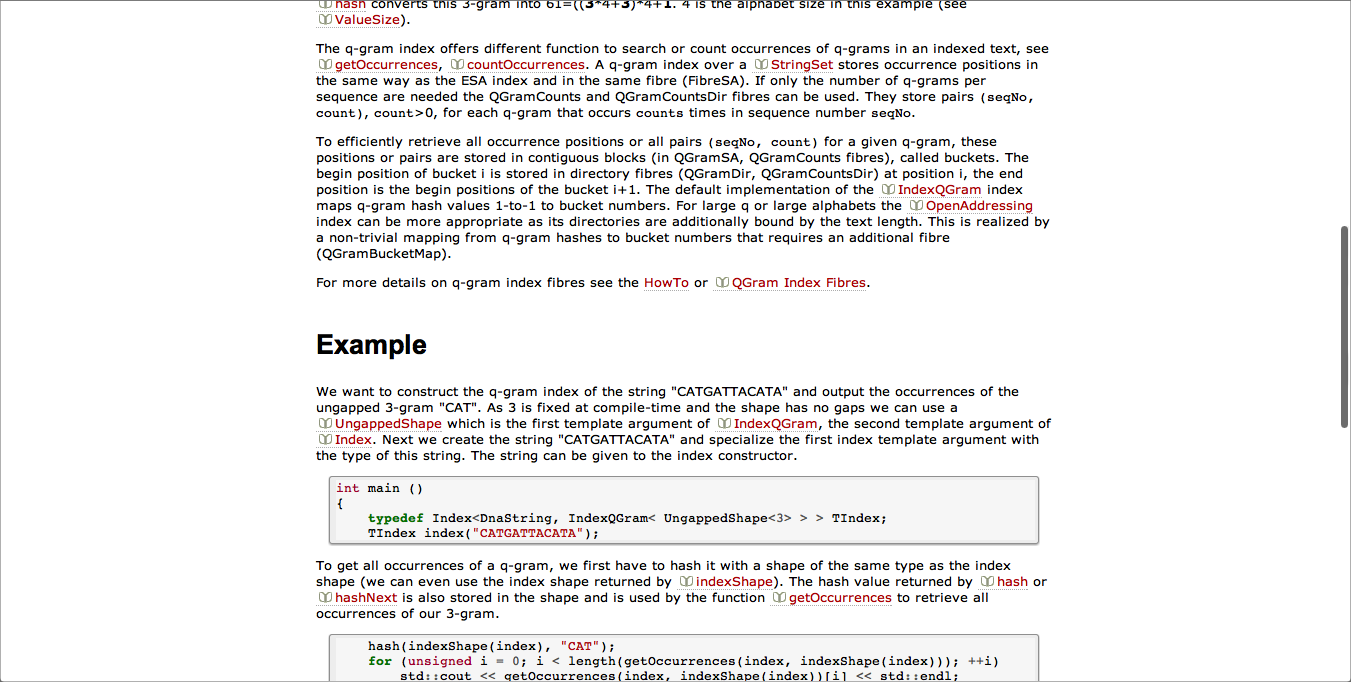 hash converts this 3-gram into 61=((3*4+3)*4+1. 4 is the alphabet size in this example (see
ValueSize).
The q-gram index offers different function to search or count occurrences of q-grams in an indexed text, see
getOccurrences, countOccurrences. A q-gram index over a StringSet stores occurrence positions in
the same way as the ESA index and in the same fibre (FibreSA). If only the number of q-grams per
sequence are needed the QGramCounts and QGramCountsDir fibres can be used. They store pairs (seqNo,
count), count>0, for each q-gram that occurs counts times in sequence number seqNo.
To efficiently retrieve all occurrence positions or all pairs (seqNo, count) for a given q-gram, these
positions or pairs are stored in contiguous blocks (in QGramSA, QGramCounts fibres), called buckets. The
begin position of bucket i is stored in directory fibres (QGramDir, QGramCountsDir) at position i, the end
position is the begin positions of the bucket i+1. The default implementation of the IndexQGram index
maps q-gram hash values 1-to-1 to bucket numbers. For large q or large alphabets the OpenAddressing
index can be more appropriate as its directories are additionally bound by the text length. This is realized by
a non-trivial mapping from q-gram hashes to bucket numbers that requires an additional fibre
(QGramBucketMap).
For more details on q-gram index fibres see the HowTo or QGram Index Fibres.
Example
We want to construct the q-gram index of the string "CATGATTACATA" and output the occurrences of the
ungapped 3-gram "CAT". As 3 is fixed at compile-time and the shape has no gaps we can use a
UngappedShape which is the first template argument of IndexQGram, the second template argument of
Index. Next we create the string "CATGATTACATA" and specialize the first index template argument with
the type of this string. The string can be given to the index constructor.
int main ()
{
typedef Index<DnaString, IndexQGram< UngappedShape<3> > > TIndex;
TIndex index("CATGATTACATA");
To get all occurrences of a q-gram, we first have to hash it with a shape of the same type as the index
shape (we can even use the index shape returned by indexShape). The hash value returned by hash or
hashNext is also stored in the shape and is used by the function getOccurrences to retrieve all
occurrences of our 3-gram.
hash(indexShape(index), "CAT");
for (unsigned i = 0; i < length(getOccurrences(index, indexShape(index))); ++i)
std::cout << getOccurrences(index, indexShape(index))[i] << std::endl;